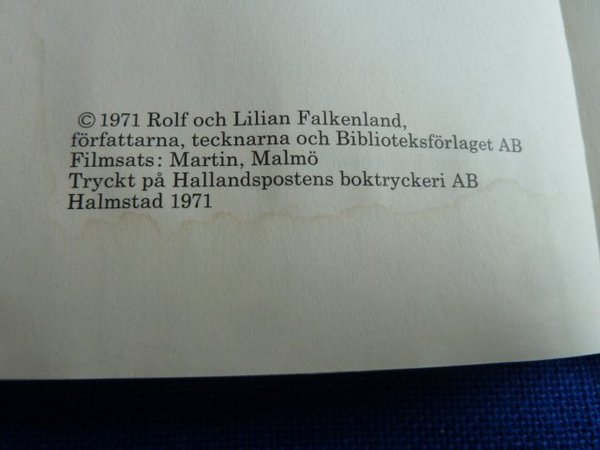 © 1971 Rolf och Lilian Falkenland,
författarna, tecknarna och Biblioteksförlaget AB
Filmsats: Martin, Malmö
Tryckt på Hallandspostens boktryckeri AB
Halmstad 1971